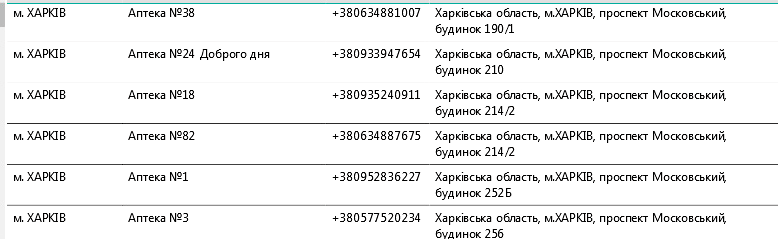 м. ХАРКІВ Аптека №38 +380634881007 Харківська область, м.ХАРКІВ, проспект Московський,
будинок 190/1
м. ХАРКІВ Аптека №24 Доброго дня +380933947654 Харківська область, м.ХАРКІВ, проспект Московський,
будинок 210
м. ХАРКІВ Аптека №18 +380935240911 Харківська область, м.ХАРКІВ, проспект Московський,
будинок 214/2
м. ХАРКІВ Аптека №82 +380634887675 Харківська область, м.ХАРКІВ, проспект Московський,
будинок 214/2
м. ХАРКІВ Аптека №1 +380952836227 Харківська область, м.ХАРКІВ, проспект Московський,
будинок 252Б
м. ХАРКІВ Аптека №3 +380577520234 Харківська область, м.ХАРКІВ, проспект Московський,
будинок 256